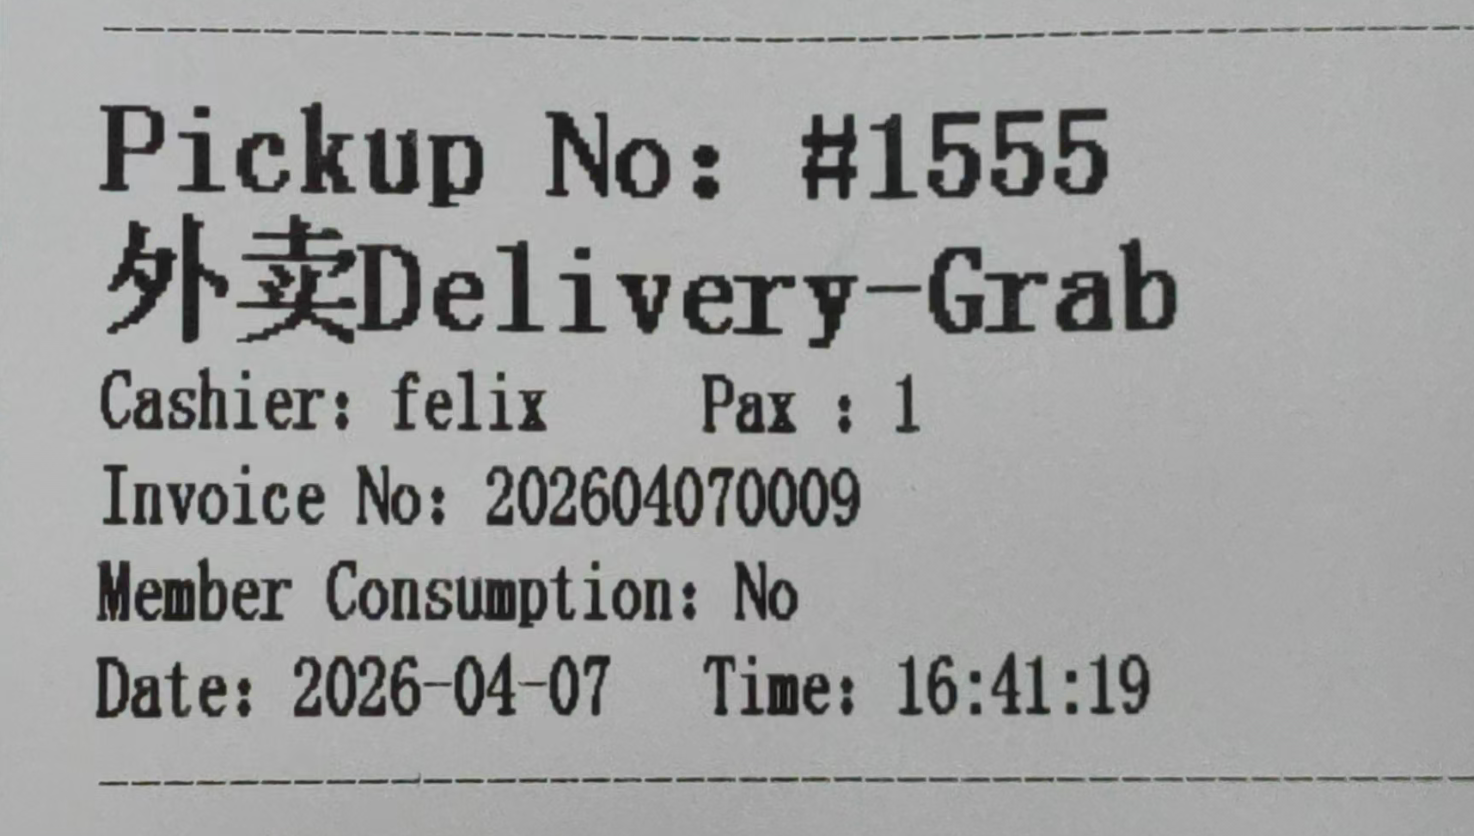 Pickup No: #1555
外卖Delivery-Grab
Cashier: felix Pax : 1
Invoice No: 202604070009
Member Consumption: No
Date: 2026-04-07 Time: 16:41:19